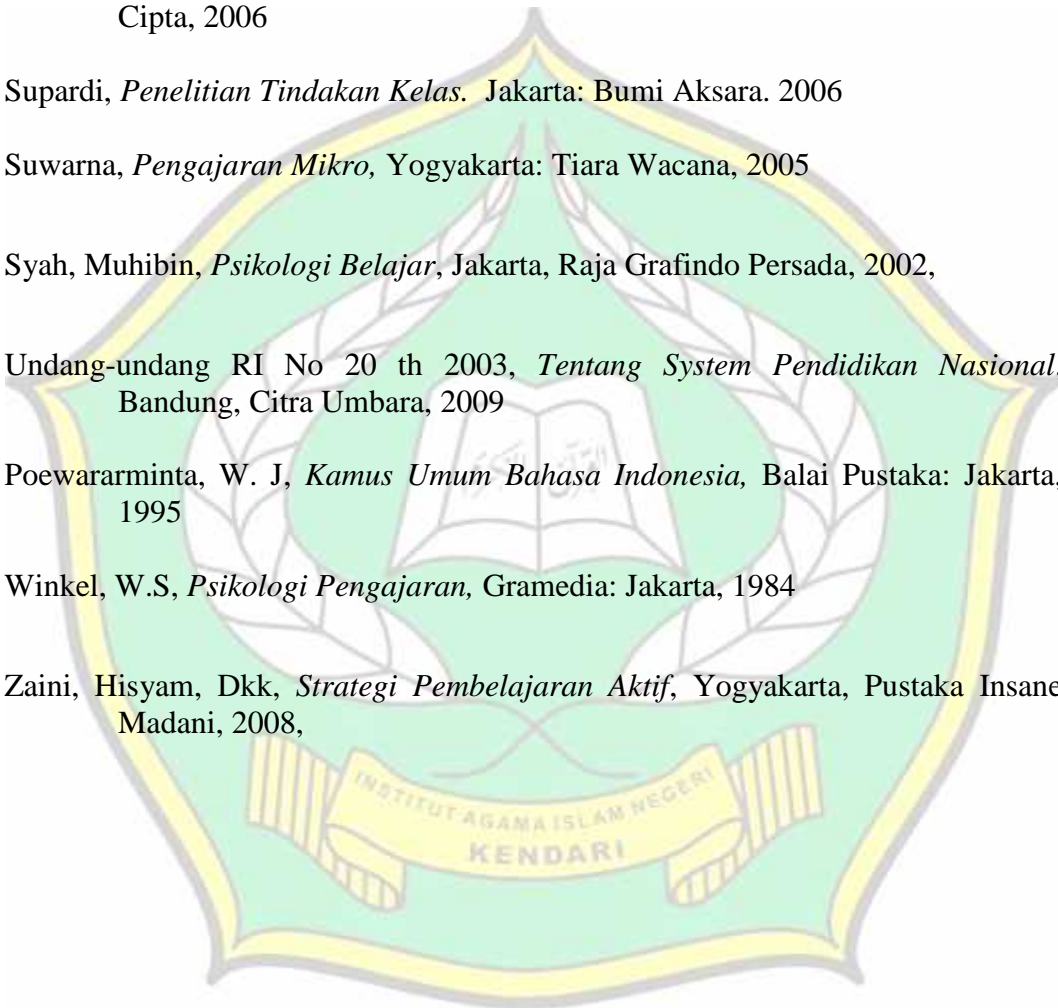 Cipta, 2006
Supardi, Penelitian Tindakan Kelas. Jakarta: Bumi Aksara. 2006
Suwarna, Pengajaran Mikro, Yogyakarta: Tiara Wacana, 2005
Syah, Muhibin, Psikologi Belajar, Jakarta, Raja Grafindo Persada, 2002,
Undang-undang RI No 20 th 2003, Tentang System Pendidikan Nasional,
Bandung, Citra Umbara, 2009
Poewararminta, W. J, Kamus Umum Bahasa Indonesia, Balai Pustaka: Jakarta,
1995
Winkel, W.S, Psikologi Pengajaran, Gramedia: Jakarta, 1984
Zaini, Hisyam, Dkk, Strategi Pembelajaran Aktif, Yogyakarta, Pustaka Insane
Madani, 2008,
INSTITUT AGAMA ISLAM NEGERI
KENDARI